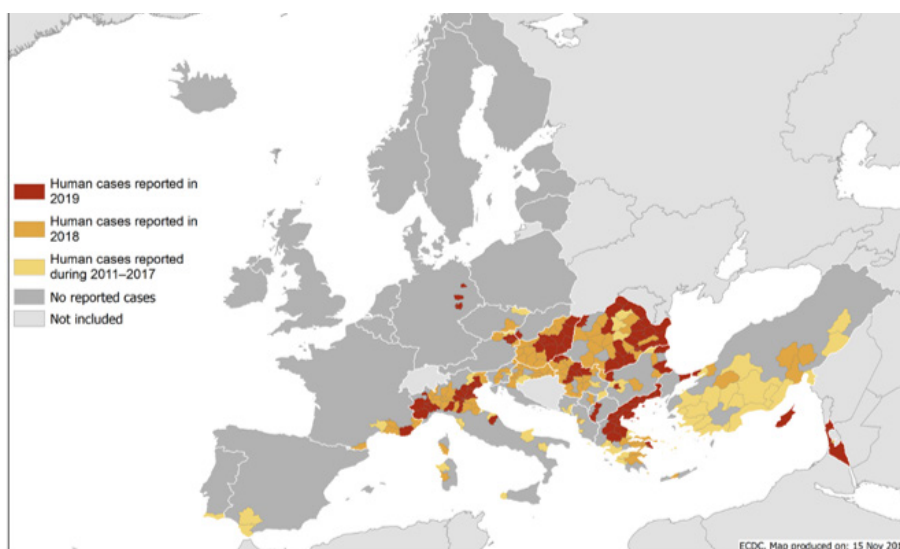 Human cases reported in
2019
Human cases reported in
2018
Human cases reported
during 2011–2017
No reported cases
Not included
ECDC. Map produced on: 15 Nov 201